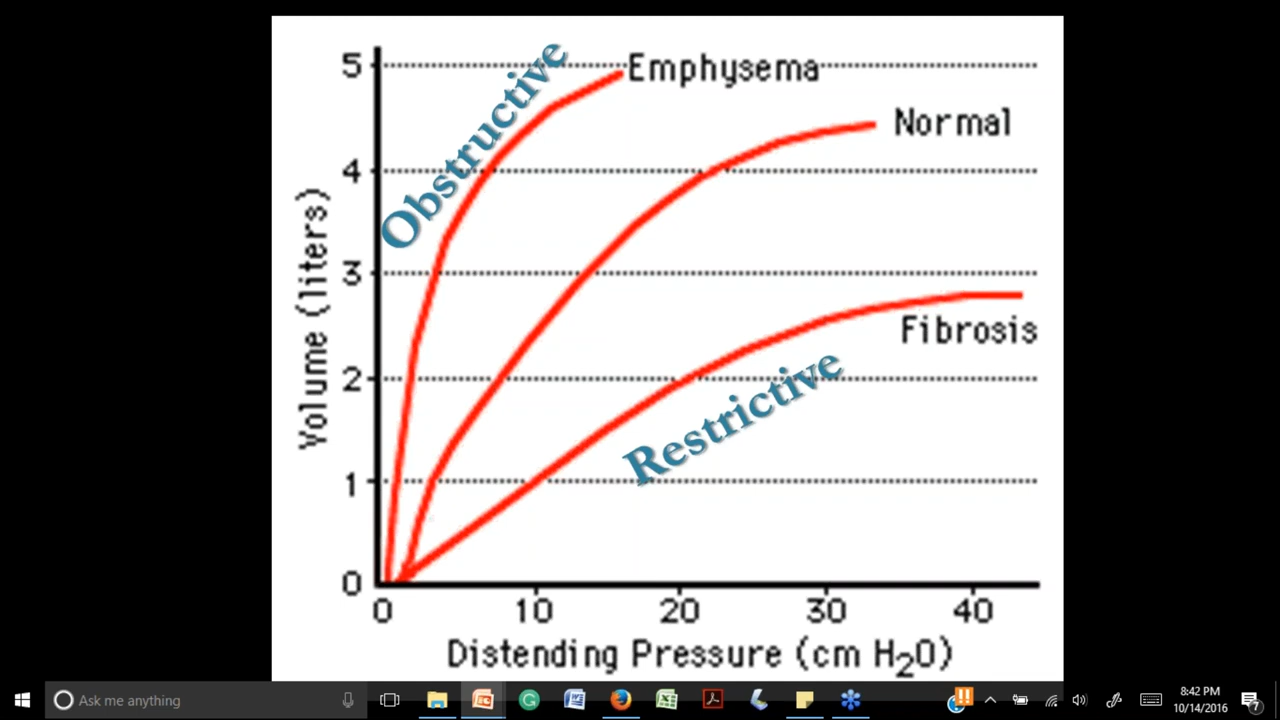 5
Emphysema
Obstructive
Normal
4
3
Volume (liters)
Fibrosis
2
Restrictive
1
0
0 10 20 30 40
Distending Pressure (cm H2O)
Ask me anything
8:42 PM
10/14/2016
7